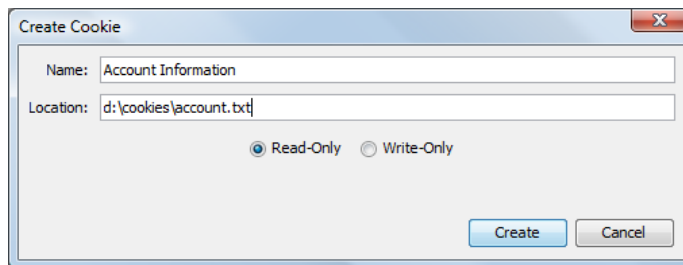 Create Cookie
Name: Account Information
Location: d:\cookies\account.txt
Read-Only Write-Only
Create Cancel